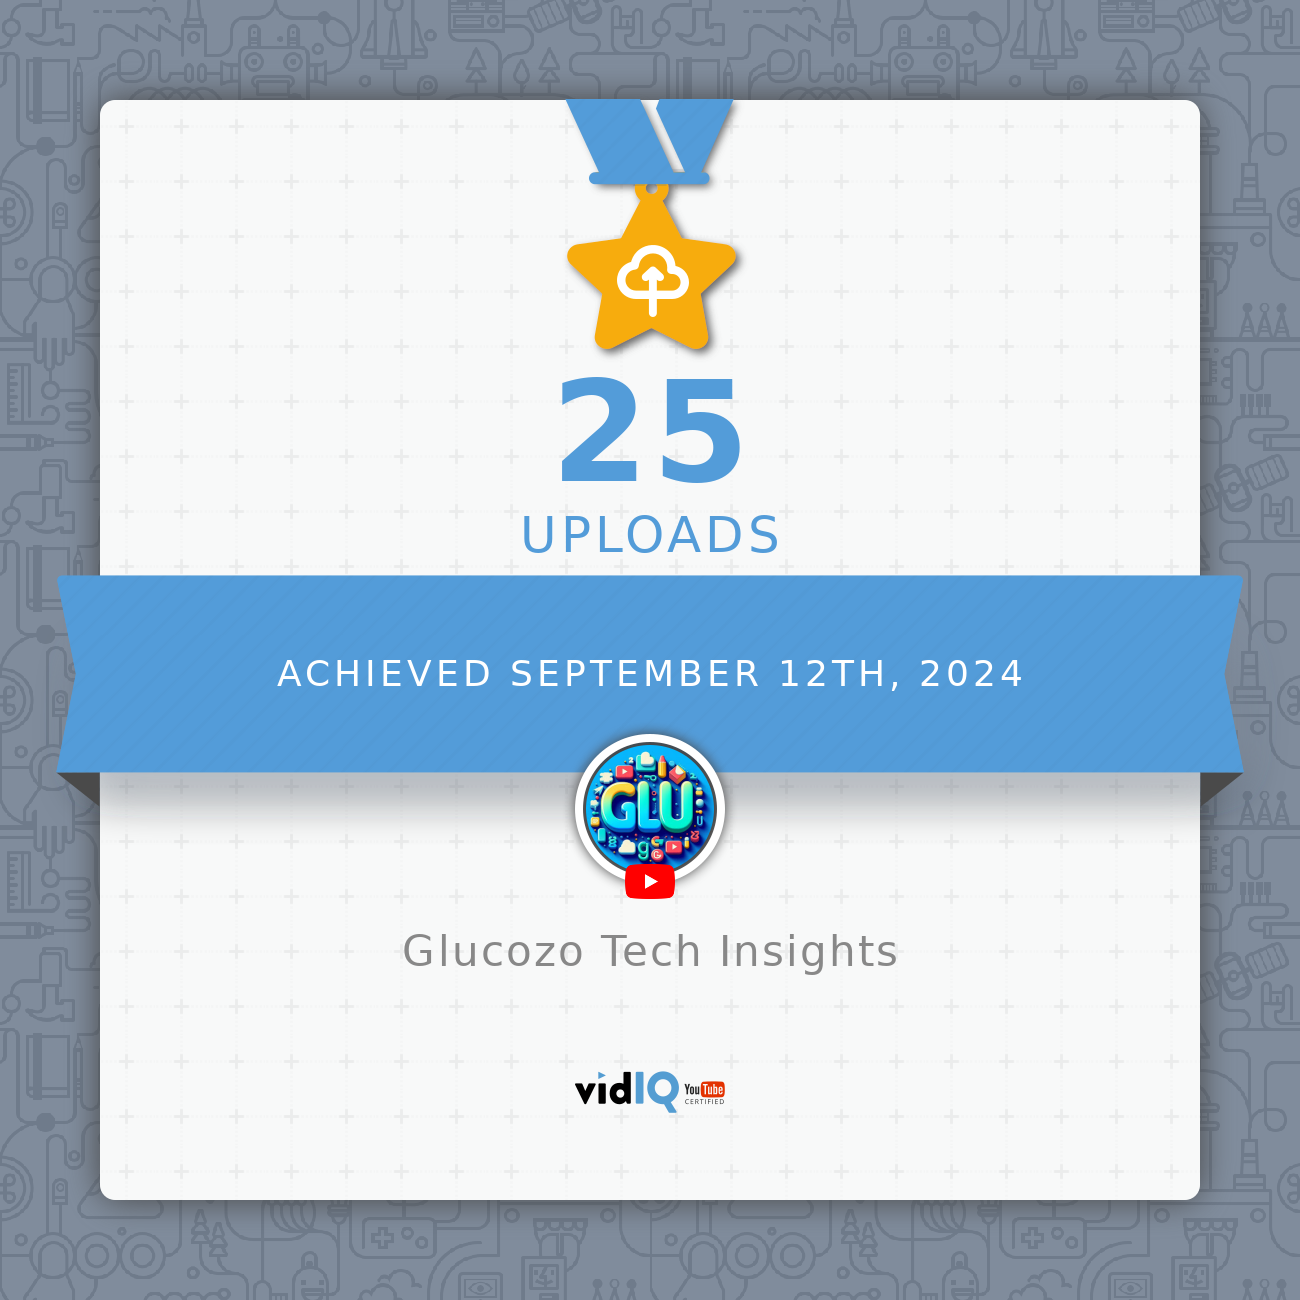 25
UPLOADS
ACHIEVED SEPTEMBER 12TH, 2024
GLU
Glucozo Tech Insights
vidIQ YouTube
CERTIFIED